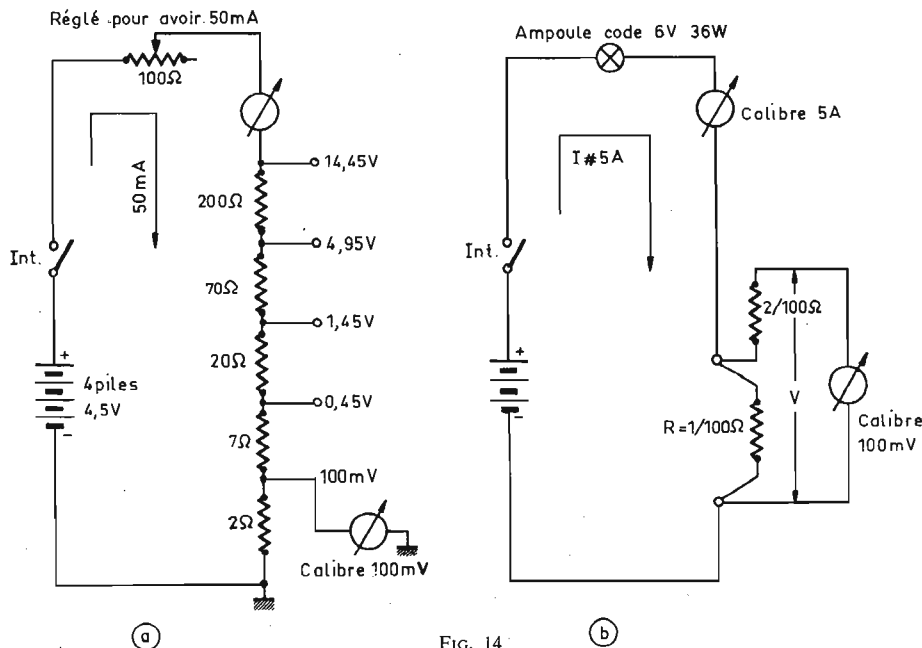 Réglé pour avoir 50mA
100Ω
50mA
14,45V
200Ω
4,95V
Int.
70Ω
1,45V
+
4piles
4,5V
-
20Ω
0,45V
7Ω
100mV
2Ω
Calibre 100mV
a
Ampoule code 6V 36W
Calibre 5A
I#5A
Int.
+
-
2/100Ω
V
R=1/100Ω
Calibre
100mV
b
FIG. 14